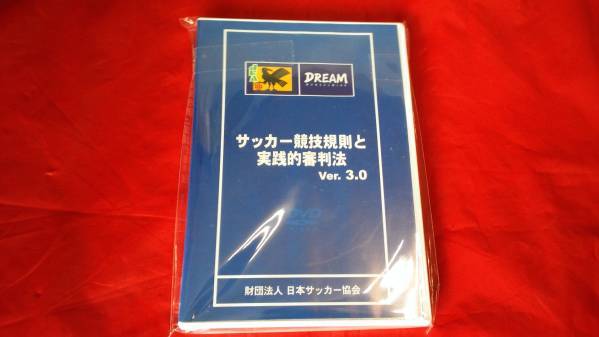 DREAM
サッカー競技規則と
実践的審判法
Ver. 3.0
DVD
財団法人 日本サッカー協会